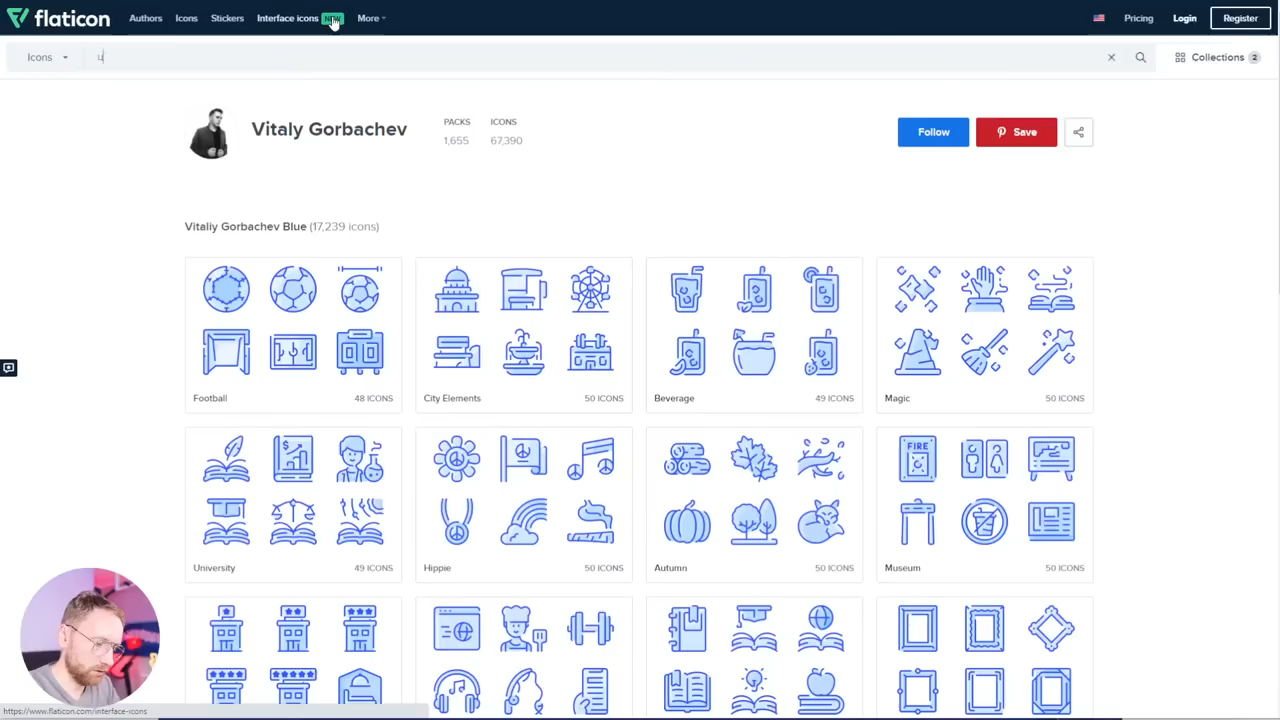 flaticon
Authors
Icons
Stickers
Interface icons
More
Pricing
Login
Register
Icons
Collections 2
Vitaly Gorbachev
PACKS
1,655
ICONS
67,390
Follow
Save
Vitaliy Gorbachev Blue (17,239 icons)
Football
48 ICONS
City Elements
50 ICONS
Beverage
49 ICONS
Magic
50 ICONS
FIRE
University
49 ICONS
Hippie
50 ICONS
Autumn
50 ICONS
Museum
50 ICONS
https://www.flaticon.com/interface-icons